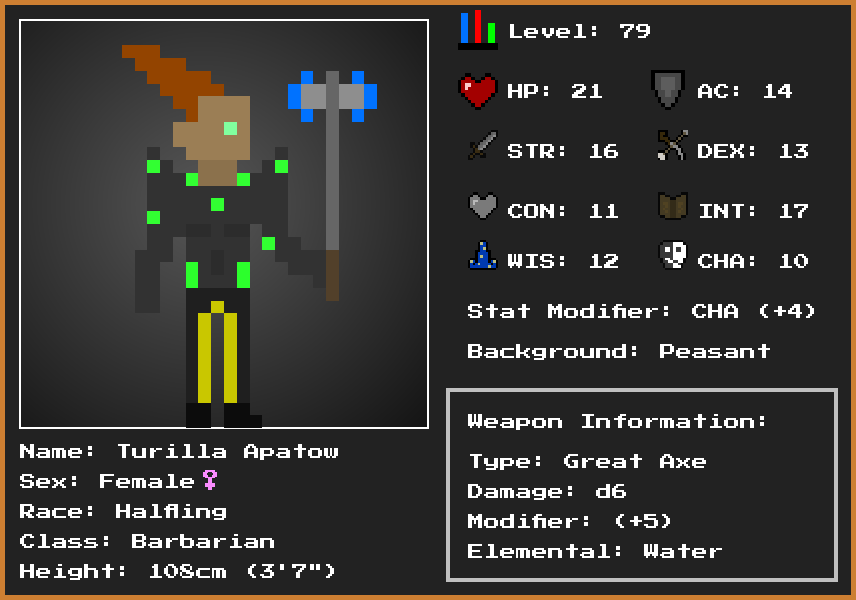 Level: 79
HP: 21 AC: 14
STR: 16 DEX: 13
CON: 11 INT: 17
WIS: 12 CHA: 10
Stat Modifier: CHA (+4)
Background: Peasant
Weapon Information:
Type: Great Axe
Damage: d6
Modifier: (+5)
Elemental: Water
Name: Turilla Apatow
Sex: Female♀
Race: Halfling
Class: Barbarian
Height: 108cm (3'7")